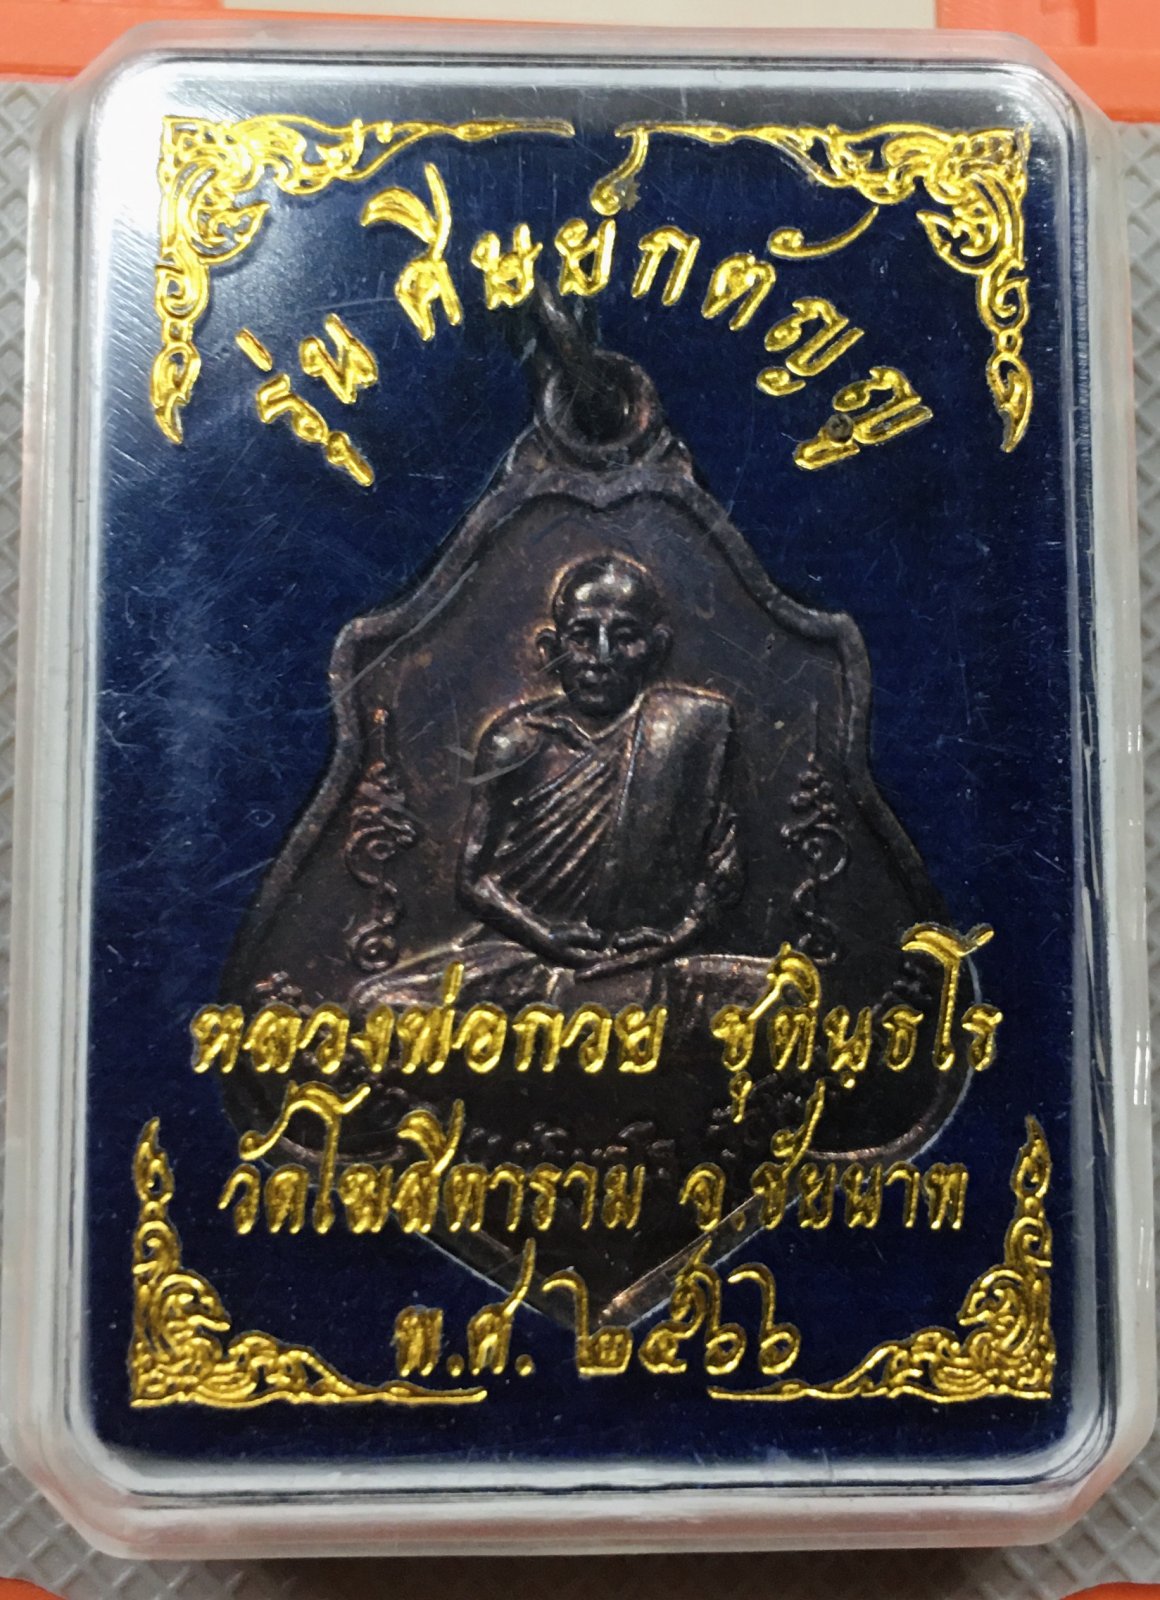 รุ่น ศิษย์กตัญญู
หลวงพ่อกวย ชุตินฺธโร
วัดโฆสิตาราม จ.ชัยนาท
พ.ศ. ๒๕๖๖